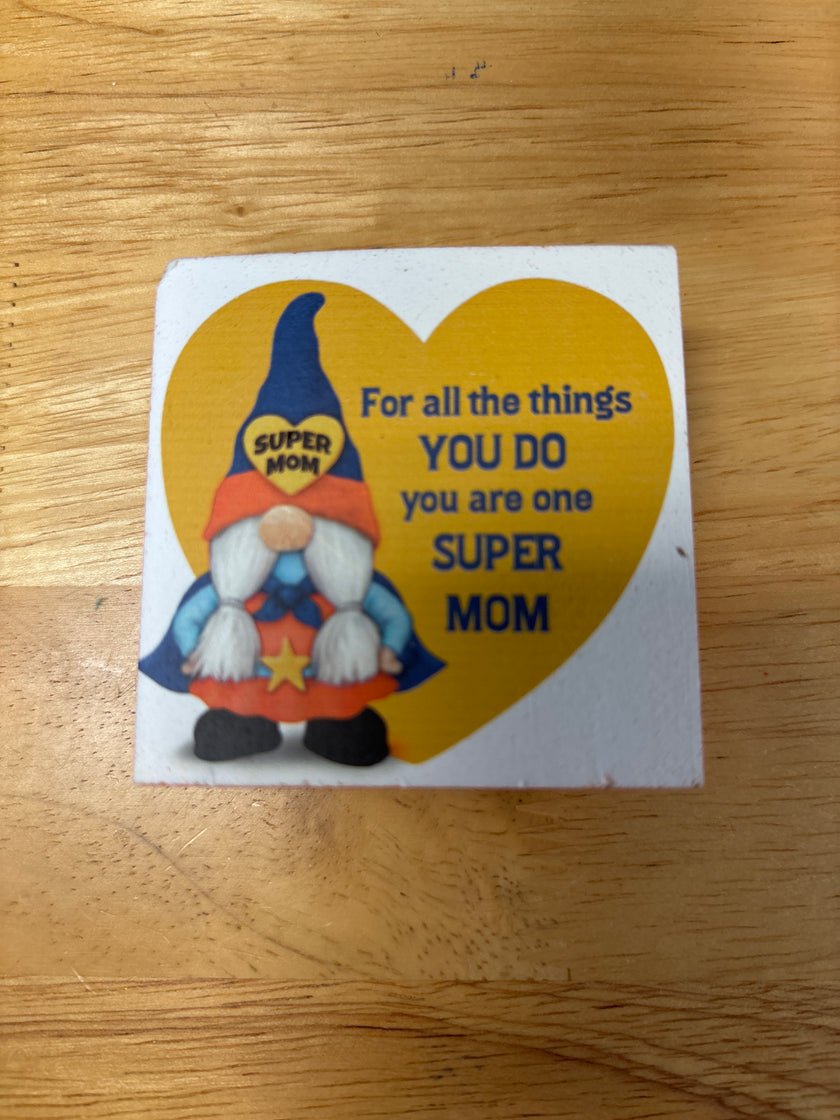 SUPER
MOM
For all the things
YOU DO
you are one
SUPER
MOM